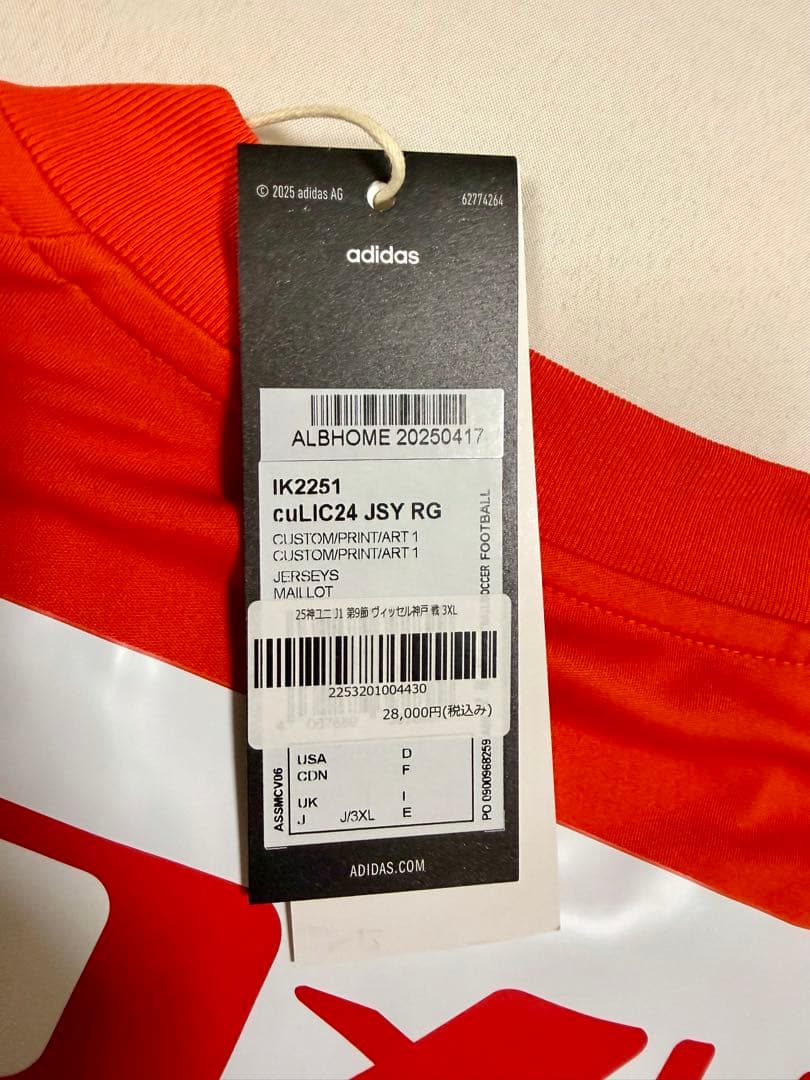 © 2025 adidas AG
62774264
adidas
ALBHOME 20250417
IK2251
cuLIC24 JSY RG
CUSTOM/PRINT/ART 1
CUSTOM/PRINT/ART 1
JERSEYS
MAILLOT
FOOTBALL
25神ユニ J1 第9節 ヴィッセル神戸 戦 3XL
2253201004430
28,000円(税込み)
USA D
CDN F
UK I
J J/3XL E
ASSMCV06
PO 0900968259
ADIDAS.COM